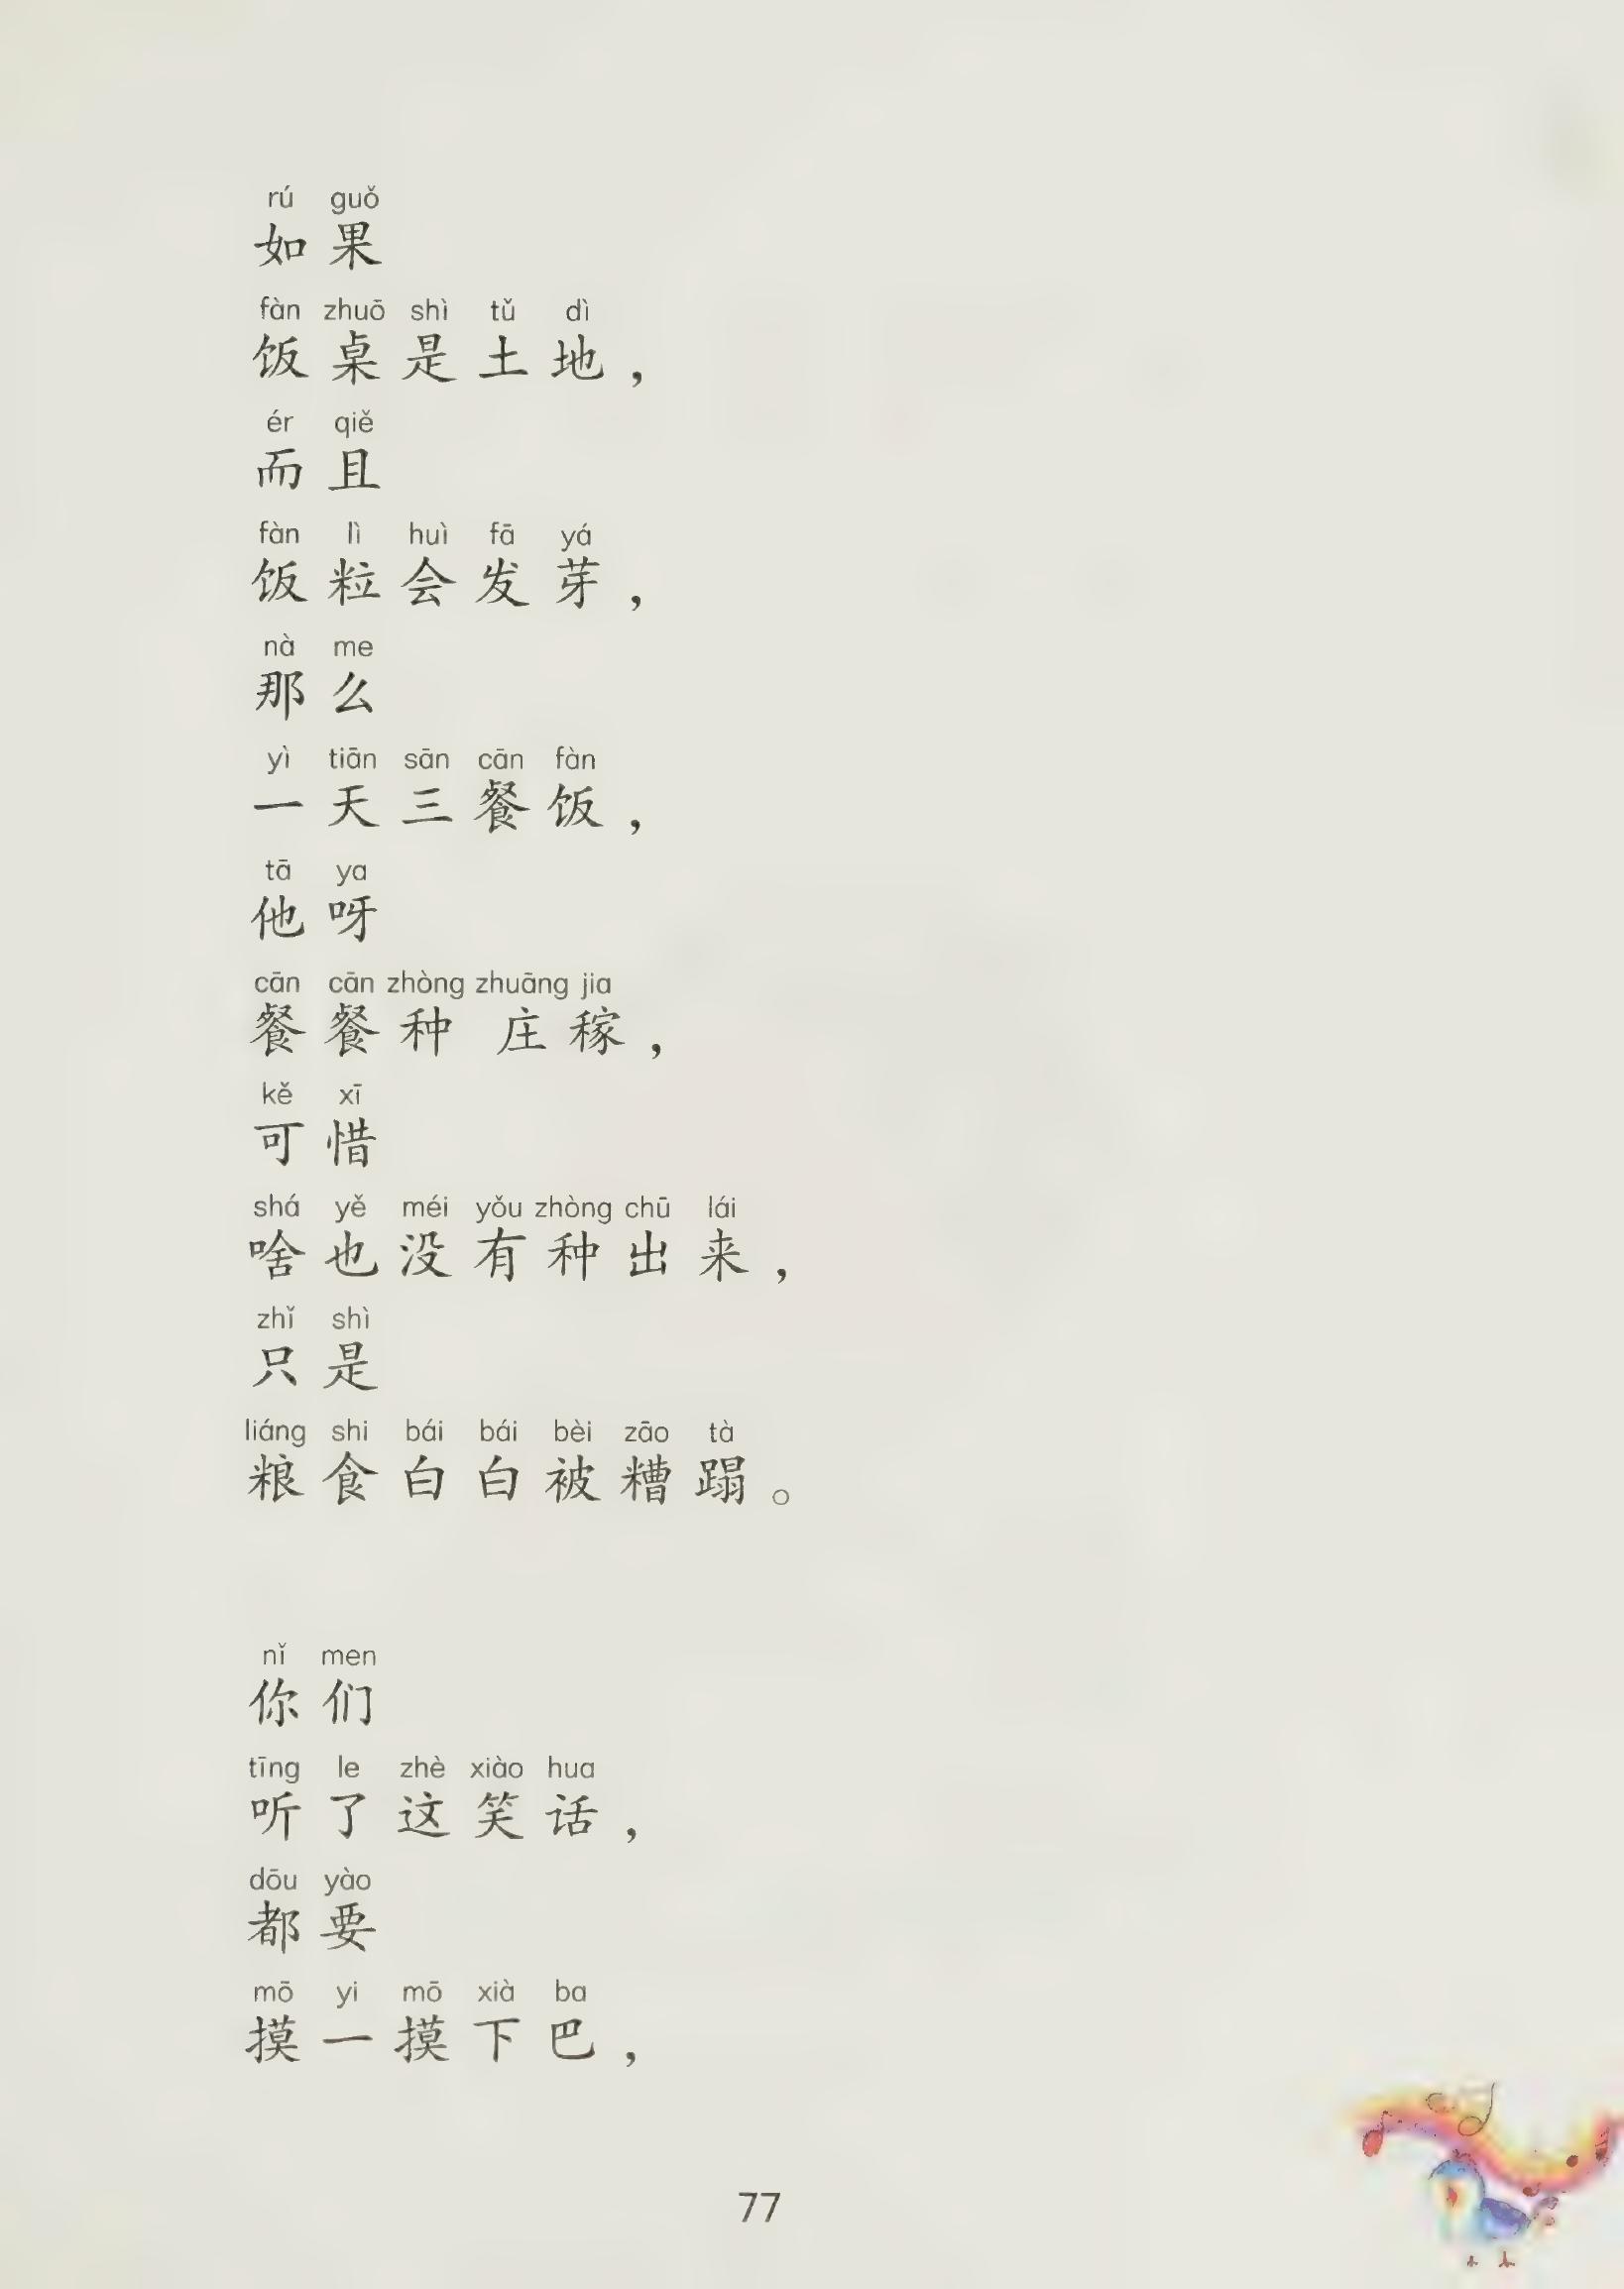 rú guǒ
如果
fàn zhuō shì tǔ dì
饭桌是土地，
ér qiě
而且
fàn lì huì fā yá
饭粒会发芽，
nà me
那么
yì tiān sān cān fàn
一天三餐饭，
tā ya
他呀
cān cān zhòng zhuāng jia
餐餐种庄稼，
kě xī
可惜
shá yě méi yǒu zhòng chū lái
啥也没有种出来，
zhǐ shì
只是
liáng shi bái bái bèi zāo tà
粮食白白被糟蹋。
nǐ men
你们
tīng le zhè xiào hua
听了这笑话，
dōu yào
都要
mō yi mō xià ba
摸一摸下巴，
77